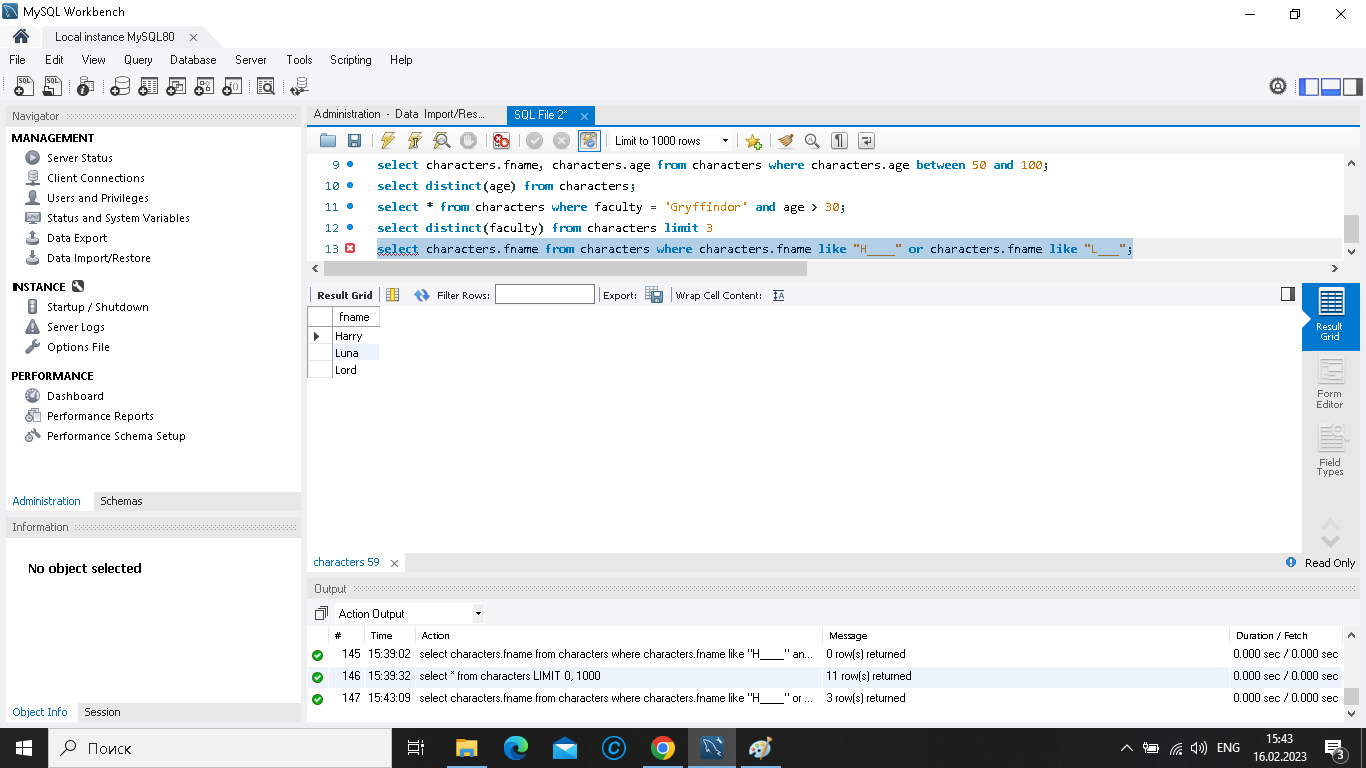 MySQL Workbench
Local instance MySQL80
File Edit View Query Database Server Tools Scripting Help
Navigator
MANAGEMENT
Server Status
Client Connections
Users and Privileges
Status and System Variables
Data Export
Data Import/Restore
INSTANCE
Startup / Shutdown
Server Logs
Options File
PERFORMANCE
Dashboard
Performance Reports
Performance Schema Setup
Administration Schemas
Information
No object selected
Object Info Session
Administration - Data Import/Res... SQL File 2*
Limit to 1000 rows
9 select characters.fname, characters.age from characters where characters.age between 50 and 100;
10 select distinct(age) from characters;
11 select * from characters where faculty = 'Gryffindor' and age > 30;
12 select distinct(faculty) from characters limit 3
13 select characters.fname from characters where characters.fname like "H____" or characters.fname like "L___";
Result Grid Filter Rows: Export: Wrap Cell Content:
fname
Harry
Luna
Lord
Result Grid
Form Editor
Field Types
characters 59
Read Only
Output
Action Output
# Time Action Message Duration / Fetch
145 15:39:02 select characters.fname from characters where characters.fname like "H____" an... 0 row(s) returned 0.000 sec / 0.000 sec
146 15:39:32 select * from characters LIMIT 0, 1000 11 row(s) returned 0.000 sec / 0.000 sec
147 15:43:09 select characters.fname from characters where characters.fname like "H____" or ... 3 row(s) returned 0.000 sec / 0.000 sec
Поиск
ENG
15:43
16.02.2023
3